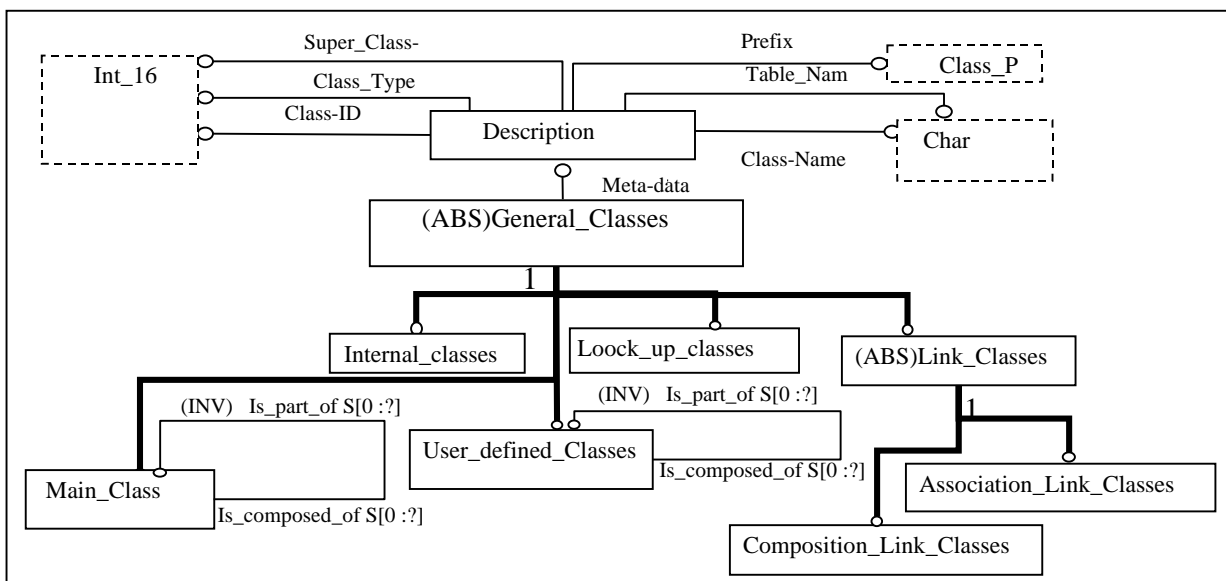 Super_Class-
Prefix
Int_16
Class_P
Class_Type
Table_Nam
Class-ID
Description
Char
Class-Name
Meta-data
(ABS)General_Classes
1
Internal_classes
Loock_up_classes
(ABS)Link_Classes
(INV) Is_part_of S[0 :?]
(INV) Is_part_of S[0 :?]
1
User_defined_Classes
Is_composed_of S[0 :?]
Main_Class
Association_Link_Classes
Is_composed_of S[0 :?]
Composition_Link_Classes